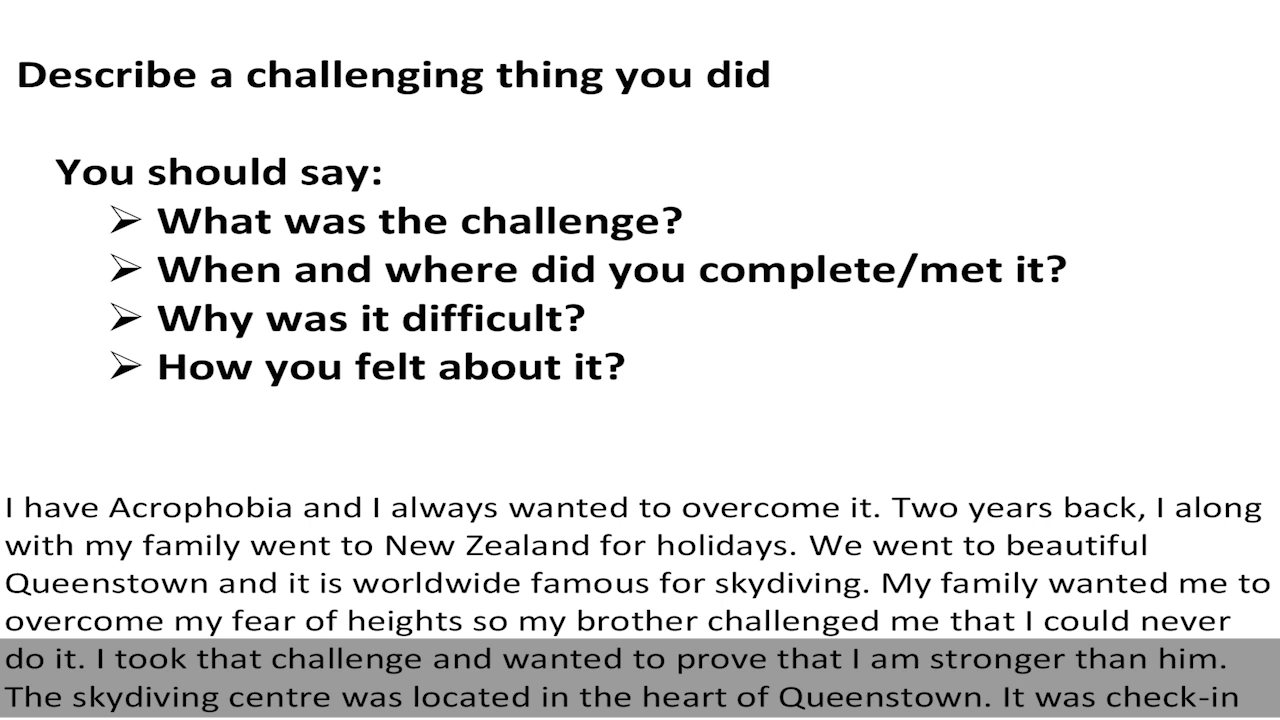 Describe a challenging thing you did
You should say:
➢ What was the challenge?
➢ When and where did you complete/met it?
➢ Why was it difficult?
➢ How you felt about it?
I have Acrophobia and I always wanted to overcome it. Two years back, I along
with my family went to New Zealand for holidays. We went to beautiful
Queenstown and it is worldwide famous for skydiving. My family wanted me to
overcome my fear of heights so my brother challenged me that I could never
do it. I took that challenge and wanted to prove that I am stronger than him.
The skydiving centre was located in the heart of Queenstown. It was check-in